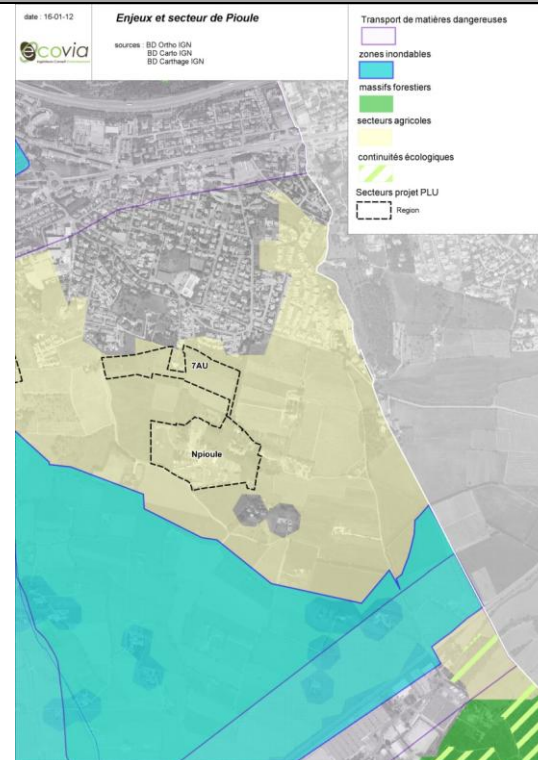 date : 16-01-12
Enjeux et secteur de Pioule
ecovia
sources : BD Ortho IGN
BD Carto IGN
BD Carthage IGN
Transport de matières dangereuses
zones inondables
massifs forestiers
secteurs agricoles
continuités écologiques
Secteurs projet PLU
Region
7AU
Npioule